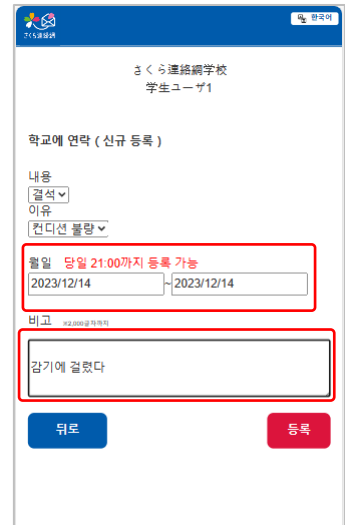 さくら連絡網
한국어
さくら連絡網学校
学生ユーザ1
학교에 연락 ( 신규 등록 )
내용
결석
이유
컨디션 불량
월일 당일 21:00까지 등록 가능
2023/12/14 ~ 2023/12/14
비고 ※2,000글자까지
감기에 걸렸다
뒤로 등록